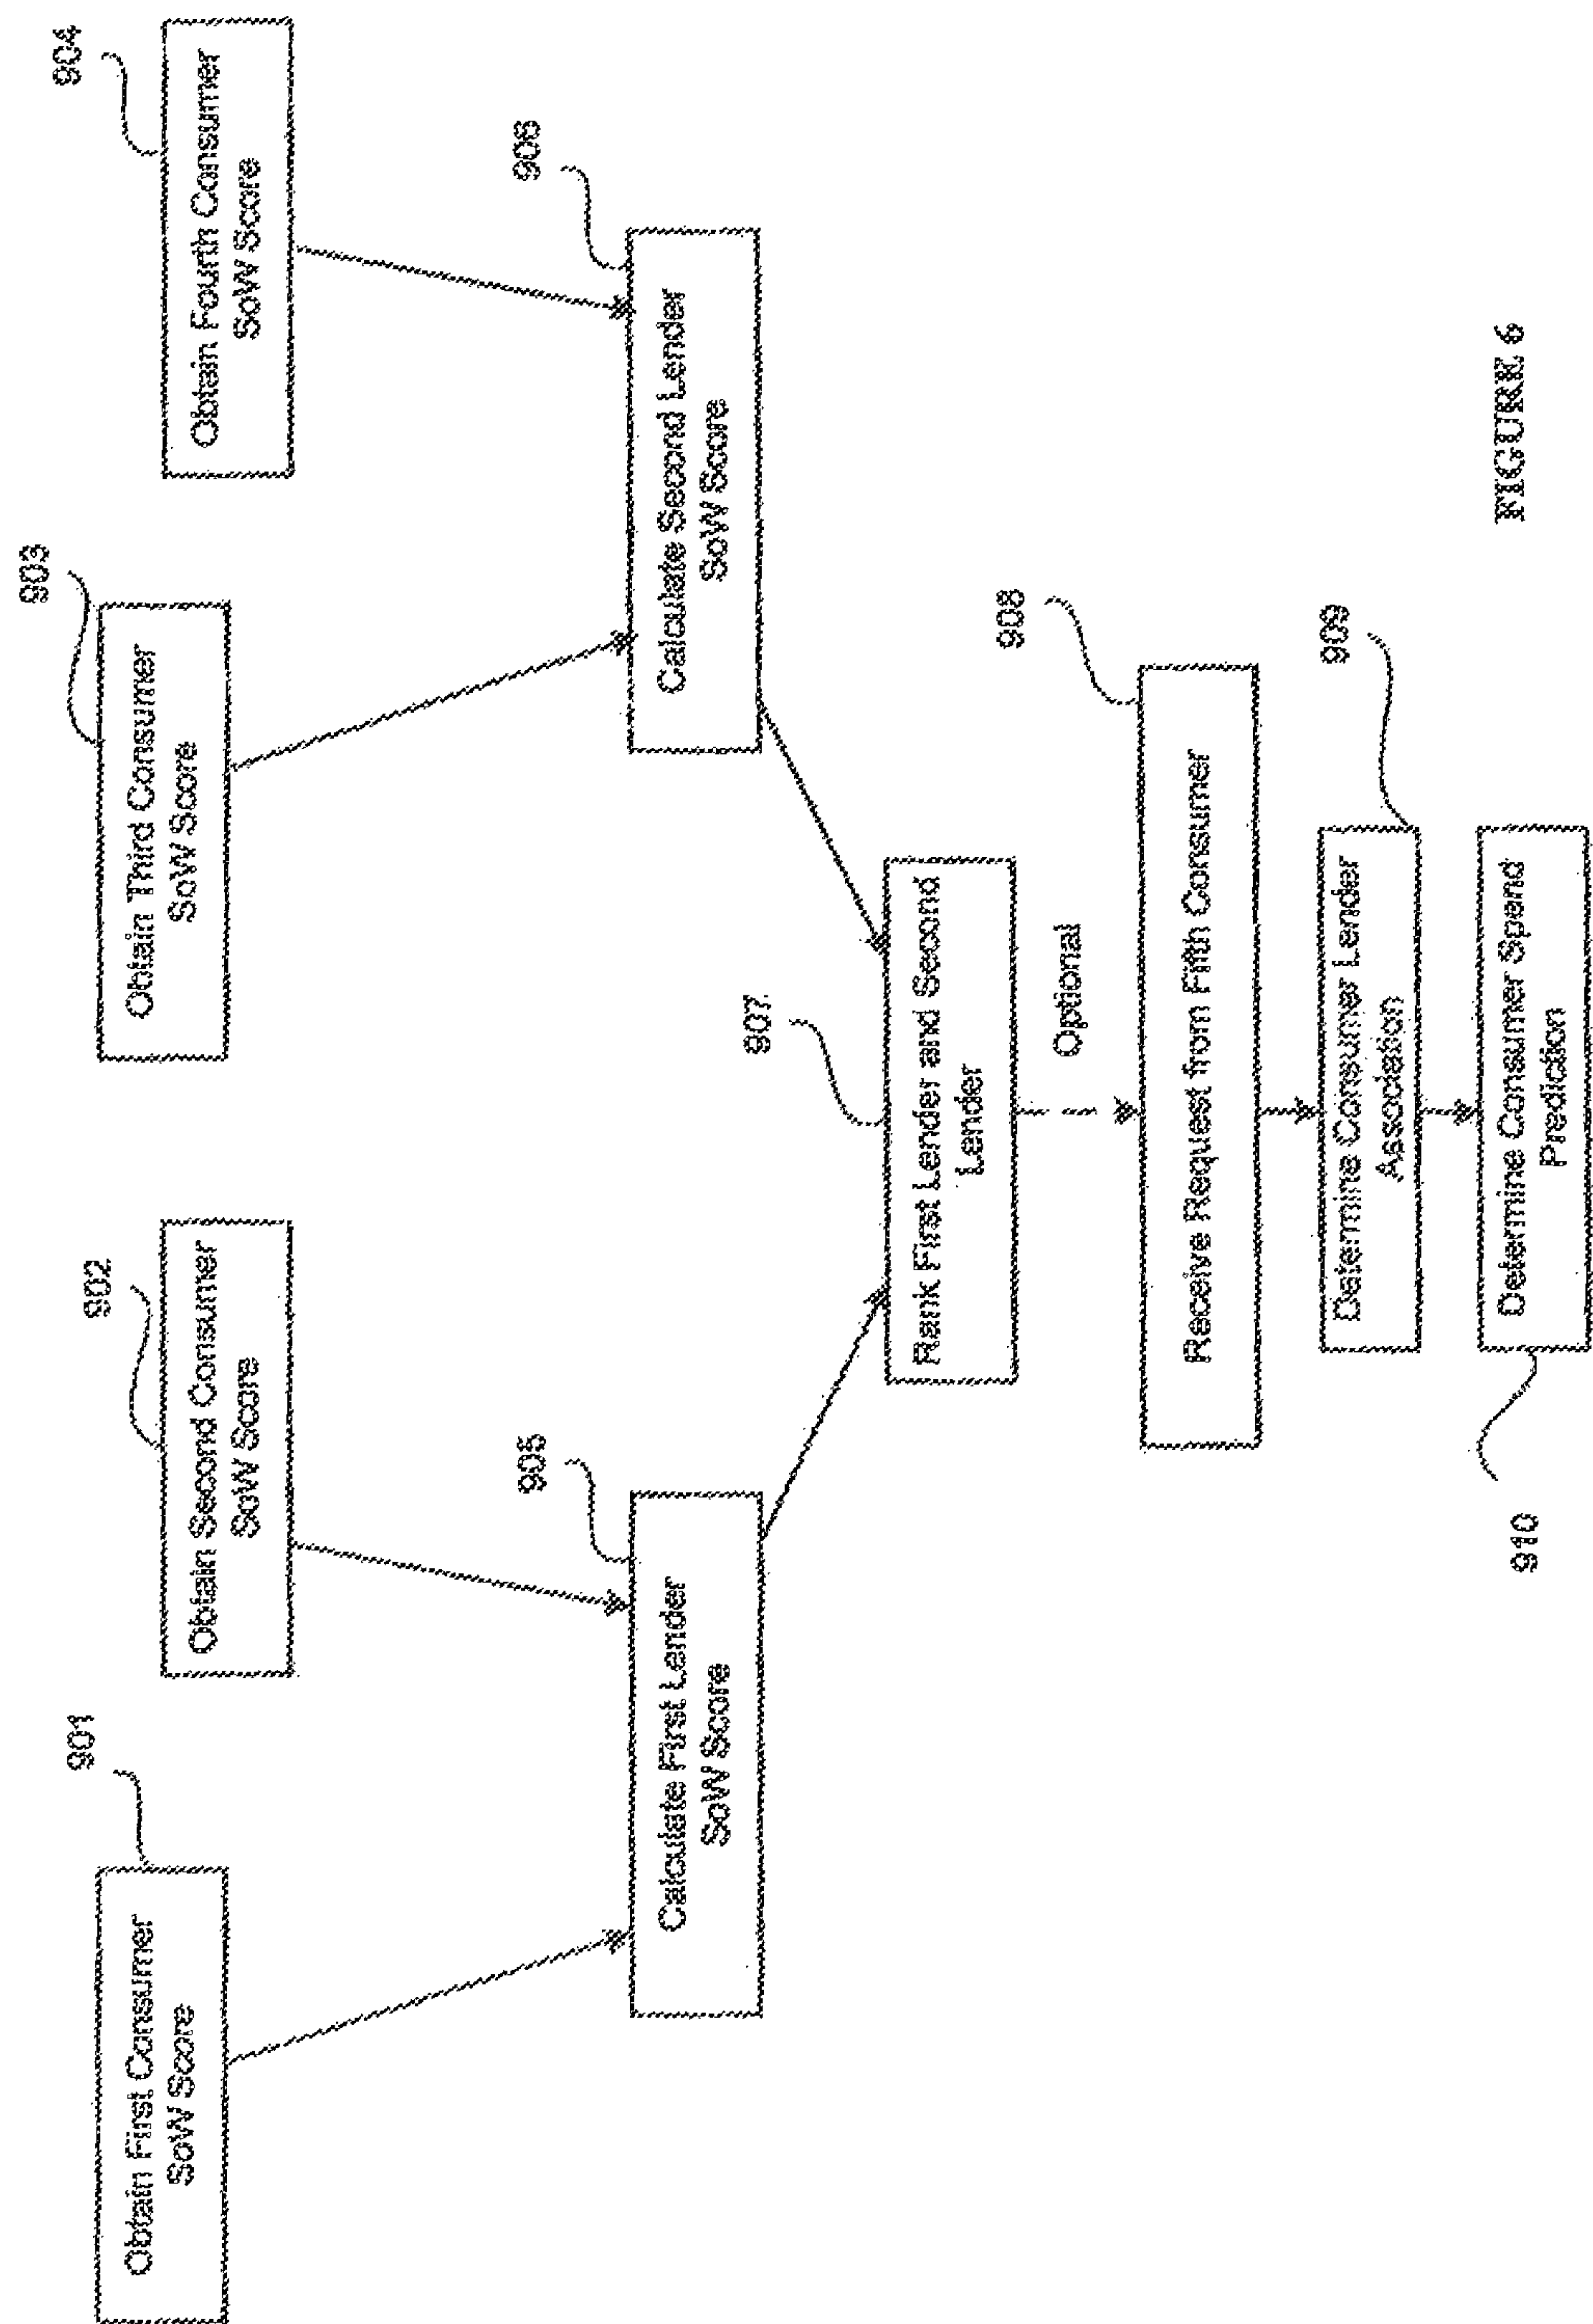 901
Obtain First Consumer
SoW Score
902
Obtain Second Consumer
SoW Score
903
Obtain Third Consumer
SoW Score
904
Obtain Fourth Consumer
SoW Score
905
Calculate First Lender
SoW Score
906
Calculate Second Lender
SoW Score
907
Rank First Lender and Second
Lender
Optional
908
Receive Request from Fifth Consumer
909
Determine Consumer Lender
Association
910
Determine Consumer Spend
Prediction
FIGURE 6